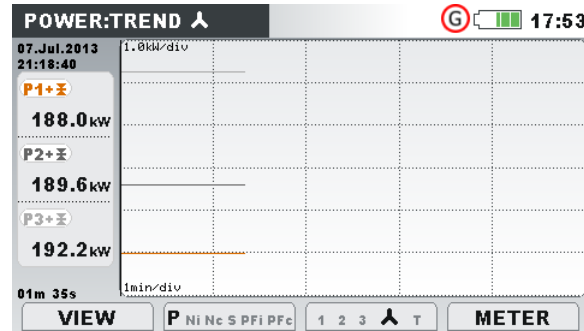 POWER:TREND
G
17:53
07.Jul.2013
21:18:40
1.0kW/div
P1+
188.0kW
P2+
189.6kW
P3+
192.2kW
01m 35s
1min/div
VIEW
P Ni Nc S PFi PFc
1 2 3 T
METER